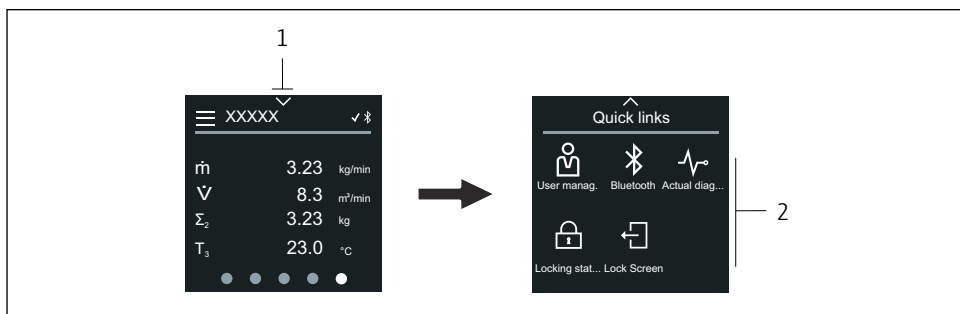 1
XXXXX
ṁ 3.23 kg/min
V̇ 8.3 m³/min
Σ₂ 3.23 kg
T₃ 23.0 °C
Quick links
User manag. Bluetooth Actual diag...
Locking stat... Lock Screen
2